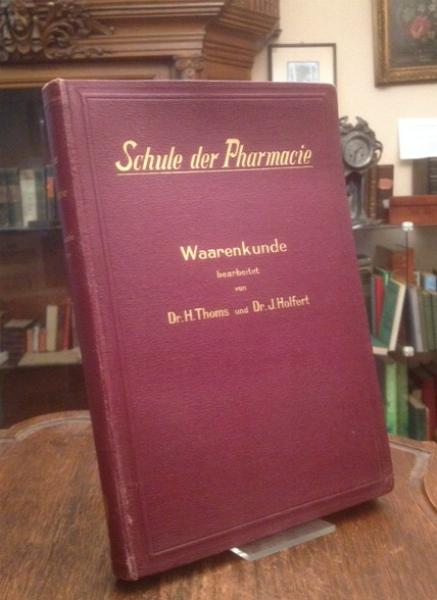 Schule der Pharmacie
Waarenkunde
bearbeitet
von
Dr. H. Thoms und Dr. J. Holfert